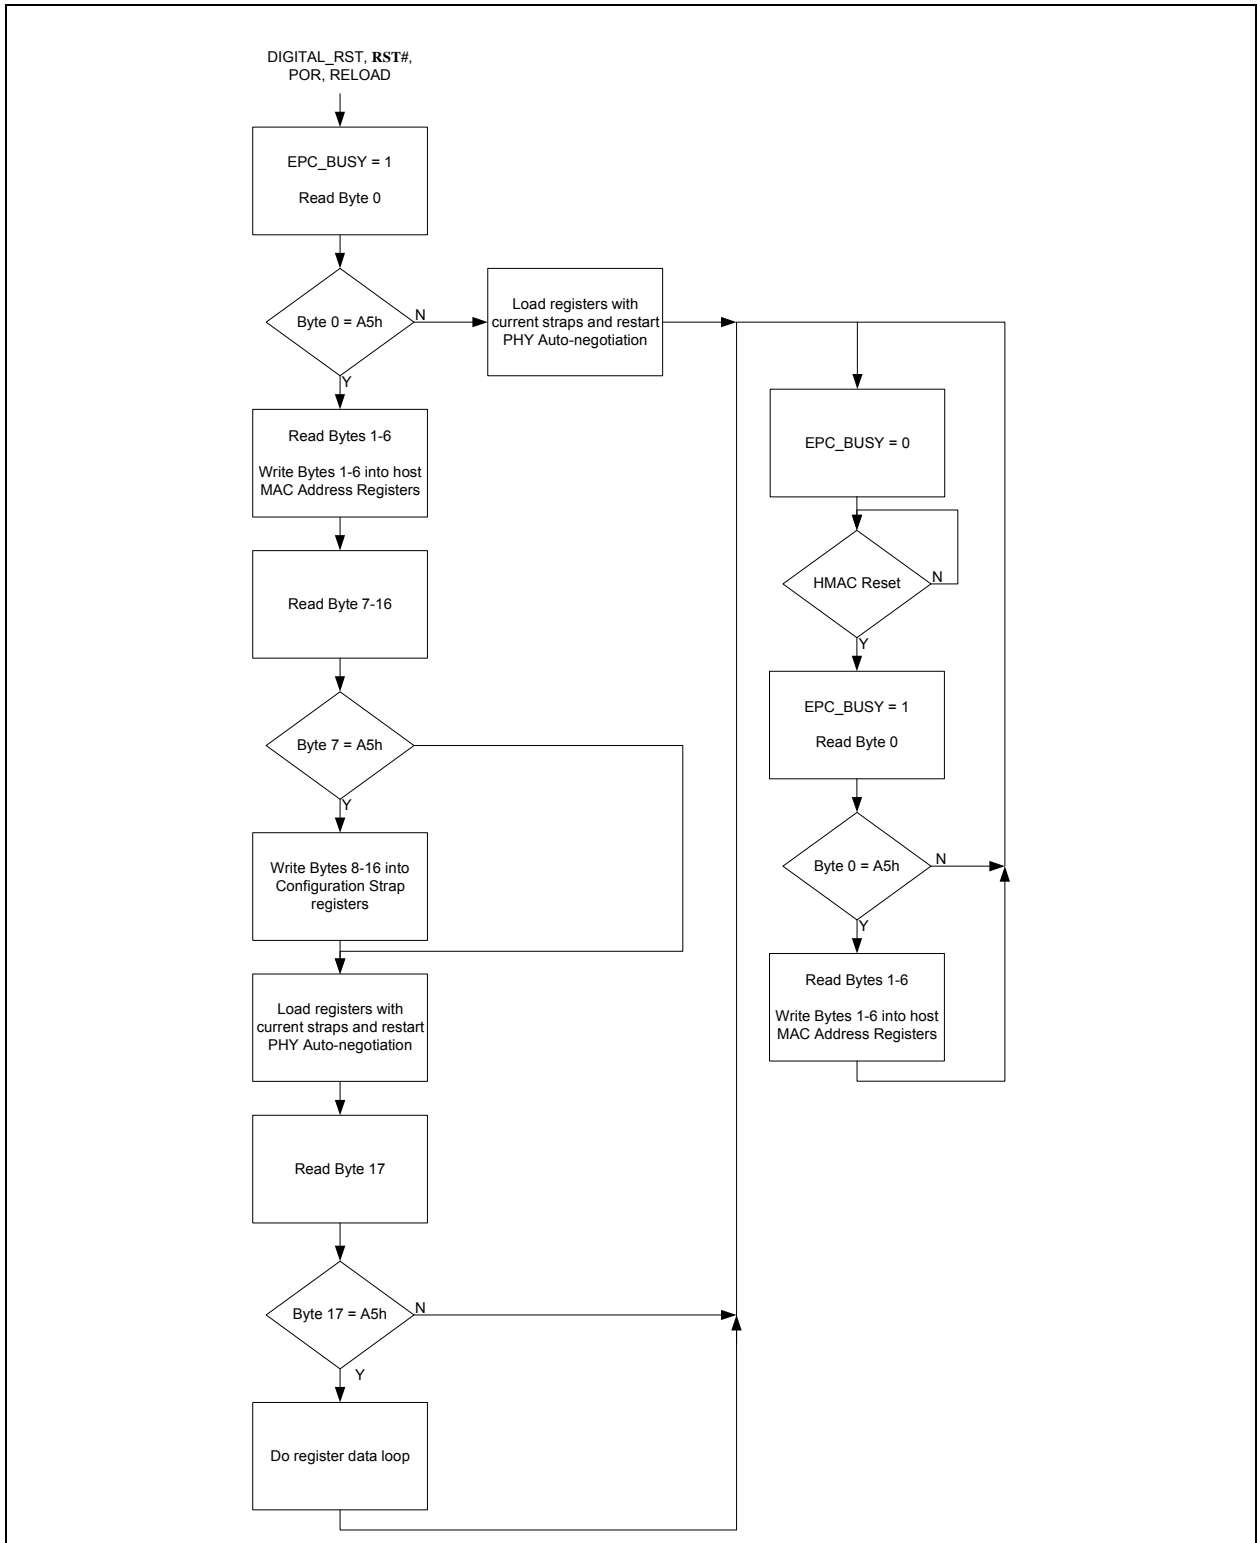 DIGITAL_RST, RST#,
POR, RELOAD
EPC_BUSY = 1
Read Byte 0
Byte 0 = A5h
N
Y
Load registers with
current straps and restart
PHY Auto-negotiation
Read Bytes 1-6
Write Bytes 1-6 into host
MAC Address Registers
Read Byte 7-16
Byte 7 = A5h
Y
Write Bytes 8-16 into
Configuration Strap
registers
Load registers with
current straps and restart
PHY Auto-negotiation
Read Byte 17
Byte 17 = A5h
N
Y
Do register data loop
EPC_BUSY = 0
HMAC Reset
N
Y
EPC_BUSY = 1
Read Byte 0
Byte 0 = A5h
N
Y
Read Bytes 1-6
Write Bytes 1-6 into host
MAC Address Registers